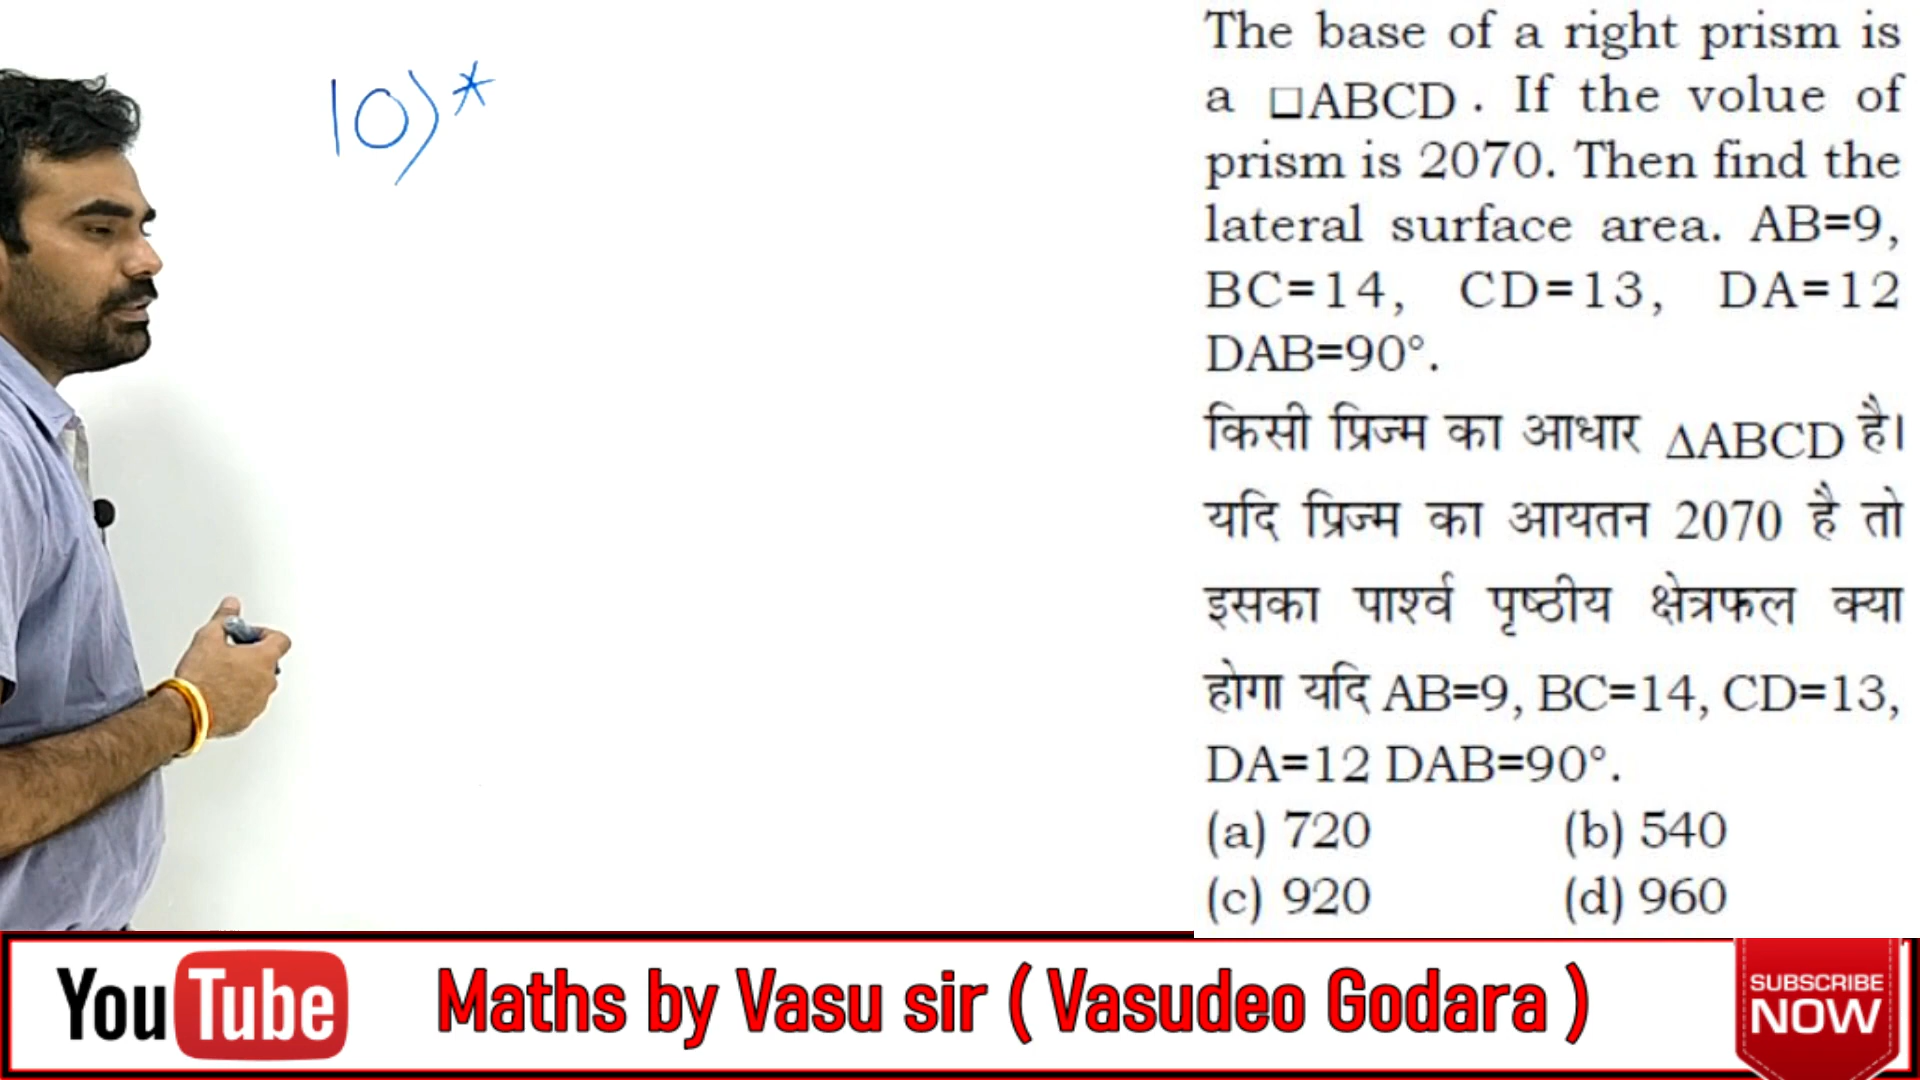 10) *
The base of a right prism is
a □ABCD . If the volue of
prism is 2070. Then find the
lateral surface area. AB=9,
BC=14, CD=13, DA=12
DAB=90°.
किसी प्रिज्म का आधार ΔABCD है।
यदि प्रिज्म का आयतन 2070 है तो
इसका पार्श्व पृष्ठीय क्षेत्रफल क्या
होगा यदि AB=9, BC=14, CD=13,
DA=12 DAB=90°.
(a) 720 (b) 540
(c) 920 (d) 960
YouTube Maths by Vasu sir ( Vasudeo Godara ) SUBSCRIBE
NOW